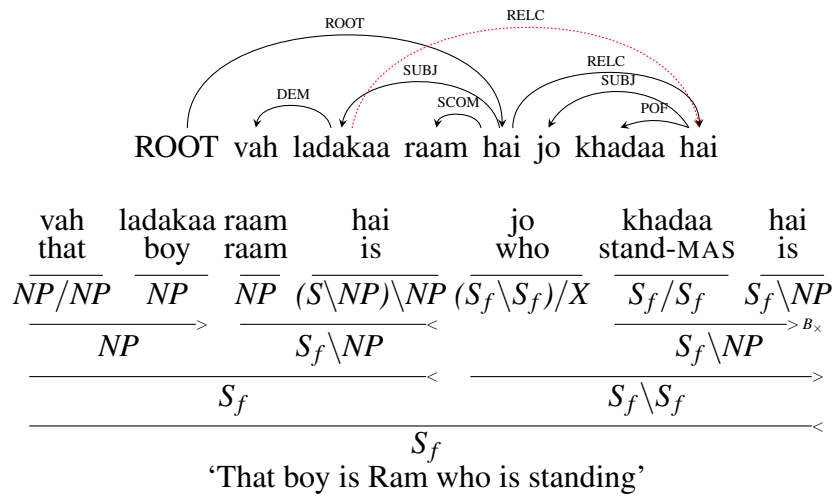 ROOT RELC
RELC
SUBJ SUBJ
DEM SCOM POF
ROOT vah ladakaa raam hai jo khadaa hai
vah ladakaa raam hai jo khadaa hai
that boy raam is who stand-MAS is
NP/NP NP NP (S\NP)\NP (S_f\S_f)/X S_f/S_f S_f\NP
> < > B×
NP S_f\NP S_f\NP
< >
S_f S_f\S_f
<
S_f
‘That boy is Ram who is standing’